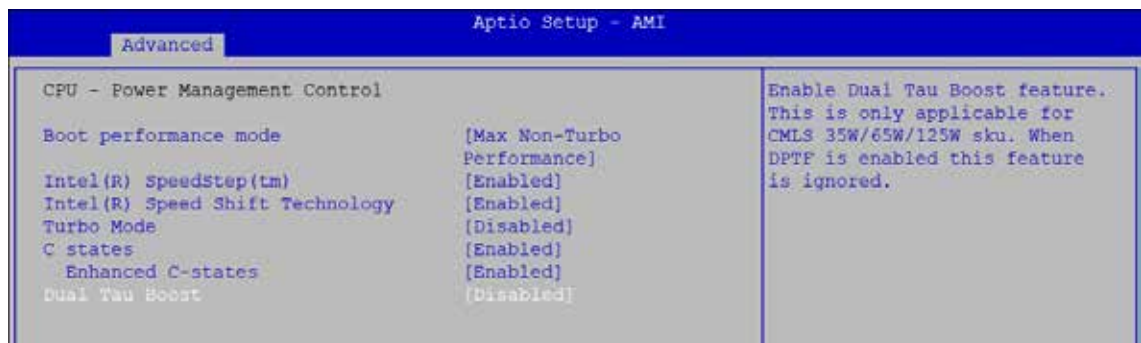 Aptio Setup - AMI
Advanced
CPU - Power Management Control
Boot performance mode [Max Non-Turbo
Performance]
Intel(R) SpeedStep(tm) [Enabled]
Intel(R) Speed Shift Technology [Enabled]
Turbo Mode [Disabled]
C states [Enabled]
Enhanced C-states [Enabled]
Dual Tau Boost [Disabled]
Enable Dual Tau Boost feature.
This is only applicable for
CMLS 35W/65W/125W sku. When
DPTF is enabled this feature
is ignored.